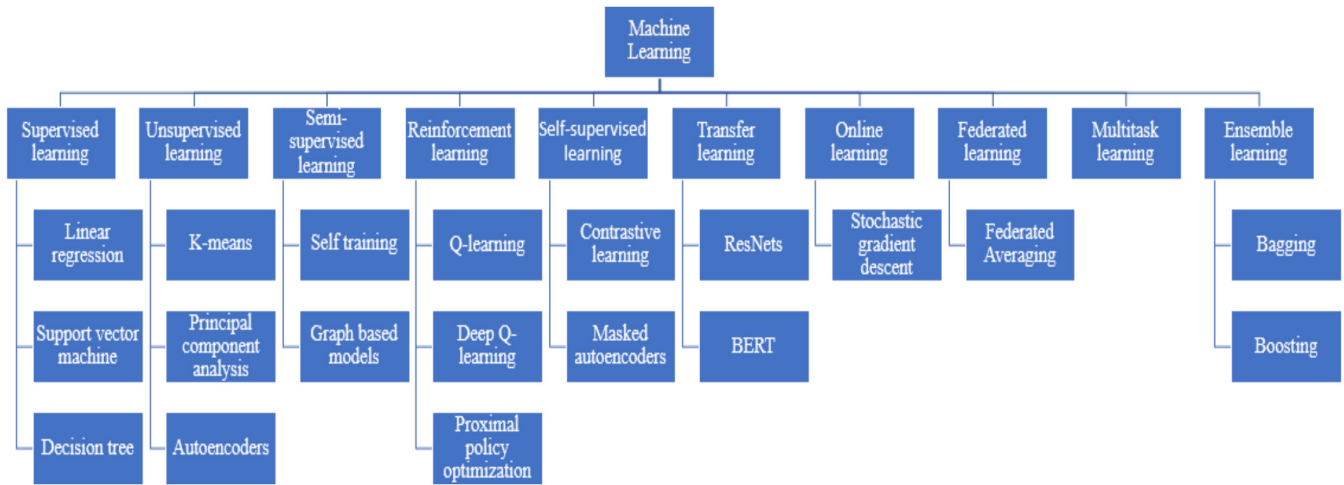 Machine
Learning
Supervised
learning
Unsupervised
learning
Semi-
supervised
learning
Reinforcement
learning
Self-supervised
learning
Transfer
learning
Online
learning
Federated
learning
Multitask
learning
Ensemble
learning
Linear
regression
K-means
Self training
Q-learning
Contrastive
learning
ResNets
Stochastic
gradient
descent
Federated
Averaging
Bagging
Support vector
machine
Principal
component
analysis
Graph based
models
Deep Q-
learning
Masked
autoencoders
BERT
Boosting
Decision tree
Autoencoders
Proximal
policy
optimization